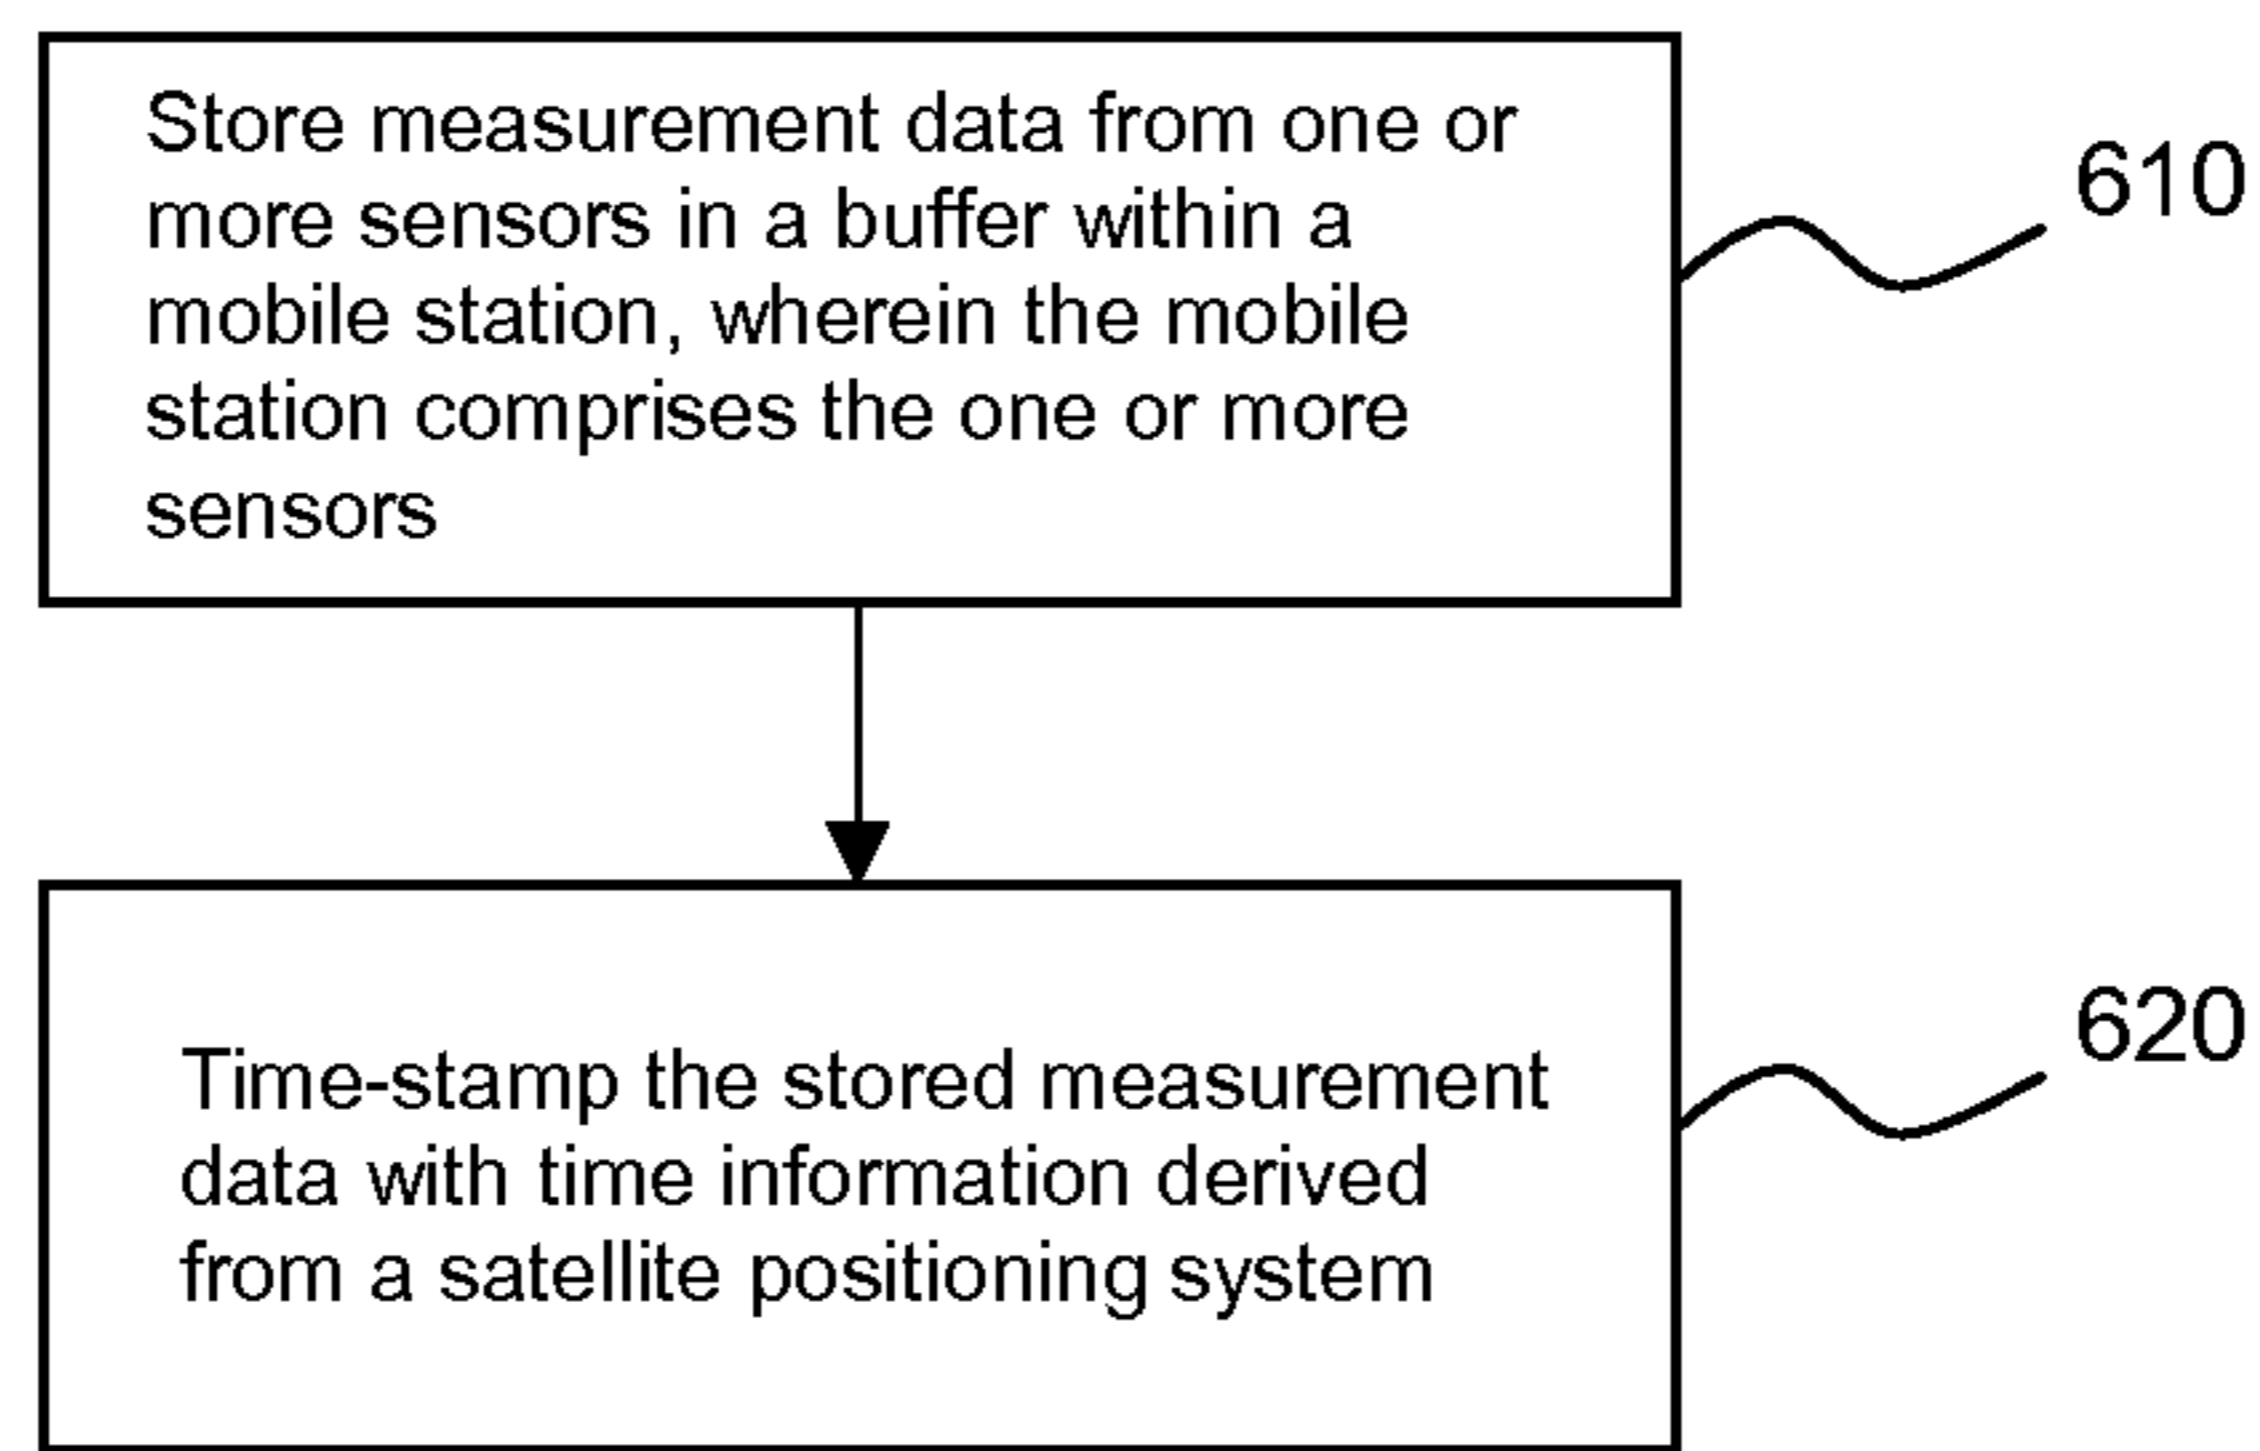 Store measurement data from one or
more sensors in a buffer within a
mobile station, wherein the mobile
station comprises the one or more
sensors
610
Time-stamp the stored measurement
data with time information derived
from a satellite positioning system
620